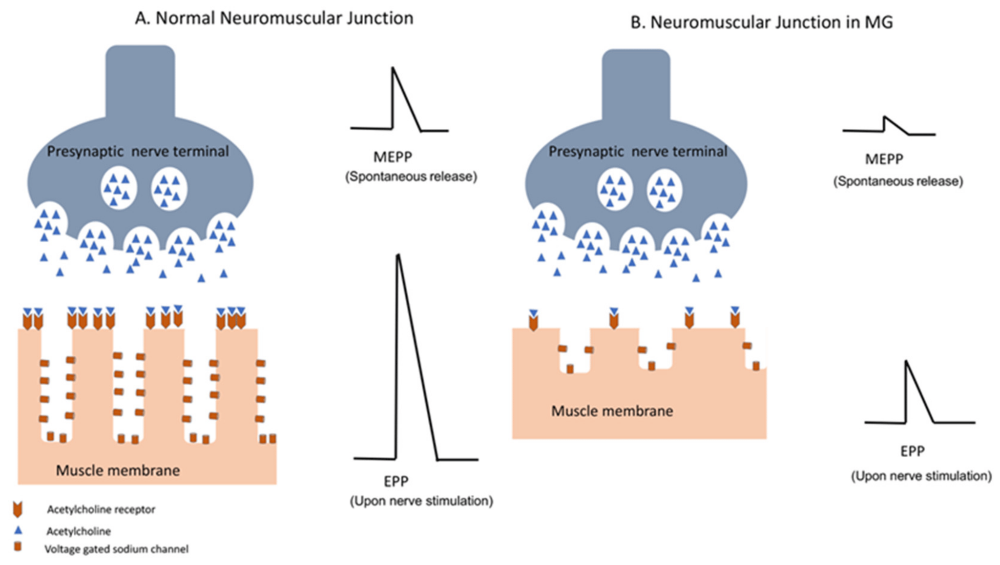 A. Normal Neuromuscular Junction
Presynaptic nerve terminal
MEPP
(Spontaneous release)
EPP
(Upon nerve stimulation)
Muscle membrane
Acetylcholine receptor
Acetylcholine
Voltage gated sodium channel
B. Neuromuscular Junction in MG
Presynaptic nerve terminal
MEPP
(Spontaneous release)
Muscle membrane
EPP
(Upon nerve stimulation)